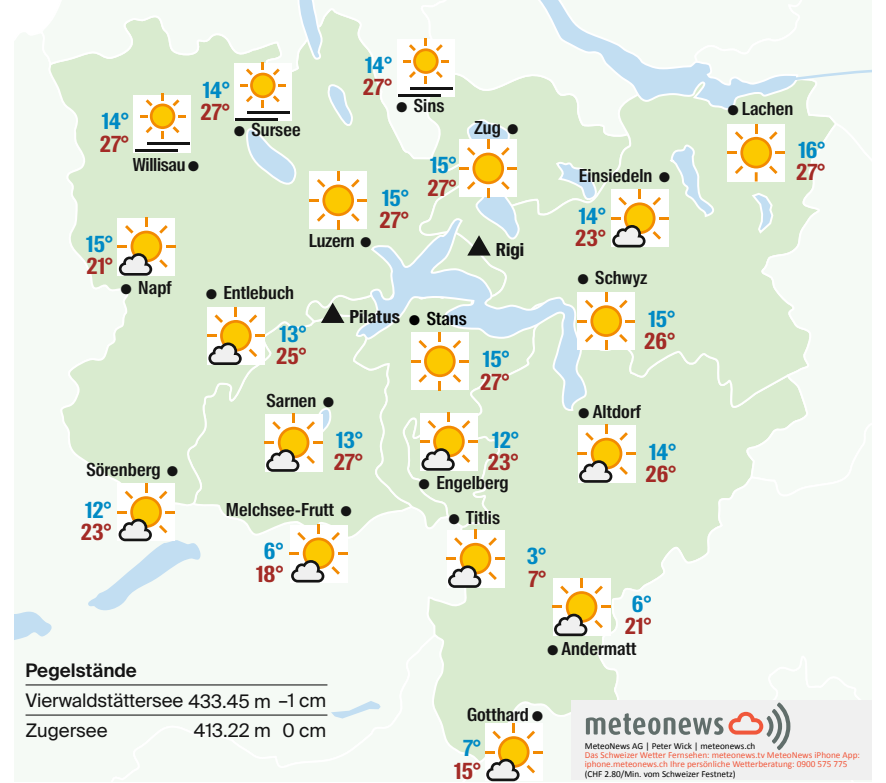 14°
27°
Sins
14°
27°
Sursee
14°
27°
Willisau
Zug
15°
27°
Lachen
16°
27°
Einsiedeln
14°
23°
15°
27°
Luzern
Rigi
15°
21°
Napf
Entlebuch
13°
25°
Pilatus
Stans
15°
27°
Schwyz
15°
26°
Sarnen
13°
27°
12°
23°
Engelberg
Altdorf
14°
26°
Sörenberg
12°
23°
Melchsee-Frutt
6°
18°
Titlis
3°
7°
6°
21°
Andermatt
Gotthard
7°
15°
Pegelstände
Vierwaldstättersee 433.45 m –1 cm
Zugersee 413.22 m 0 cm
meteonews
MeteoNews AG | Peter Wick | meteonews.ch
Das Schweizer Wetter Fernsehen: meteonews.tv MeteoNews iPhone App:
iphone.meteonews.ch Ihre persönliche Wetterberatung: 0900 575 775
(CHF 2.80/Min. vom Schweizer Festnetz)